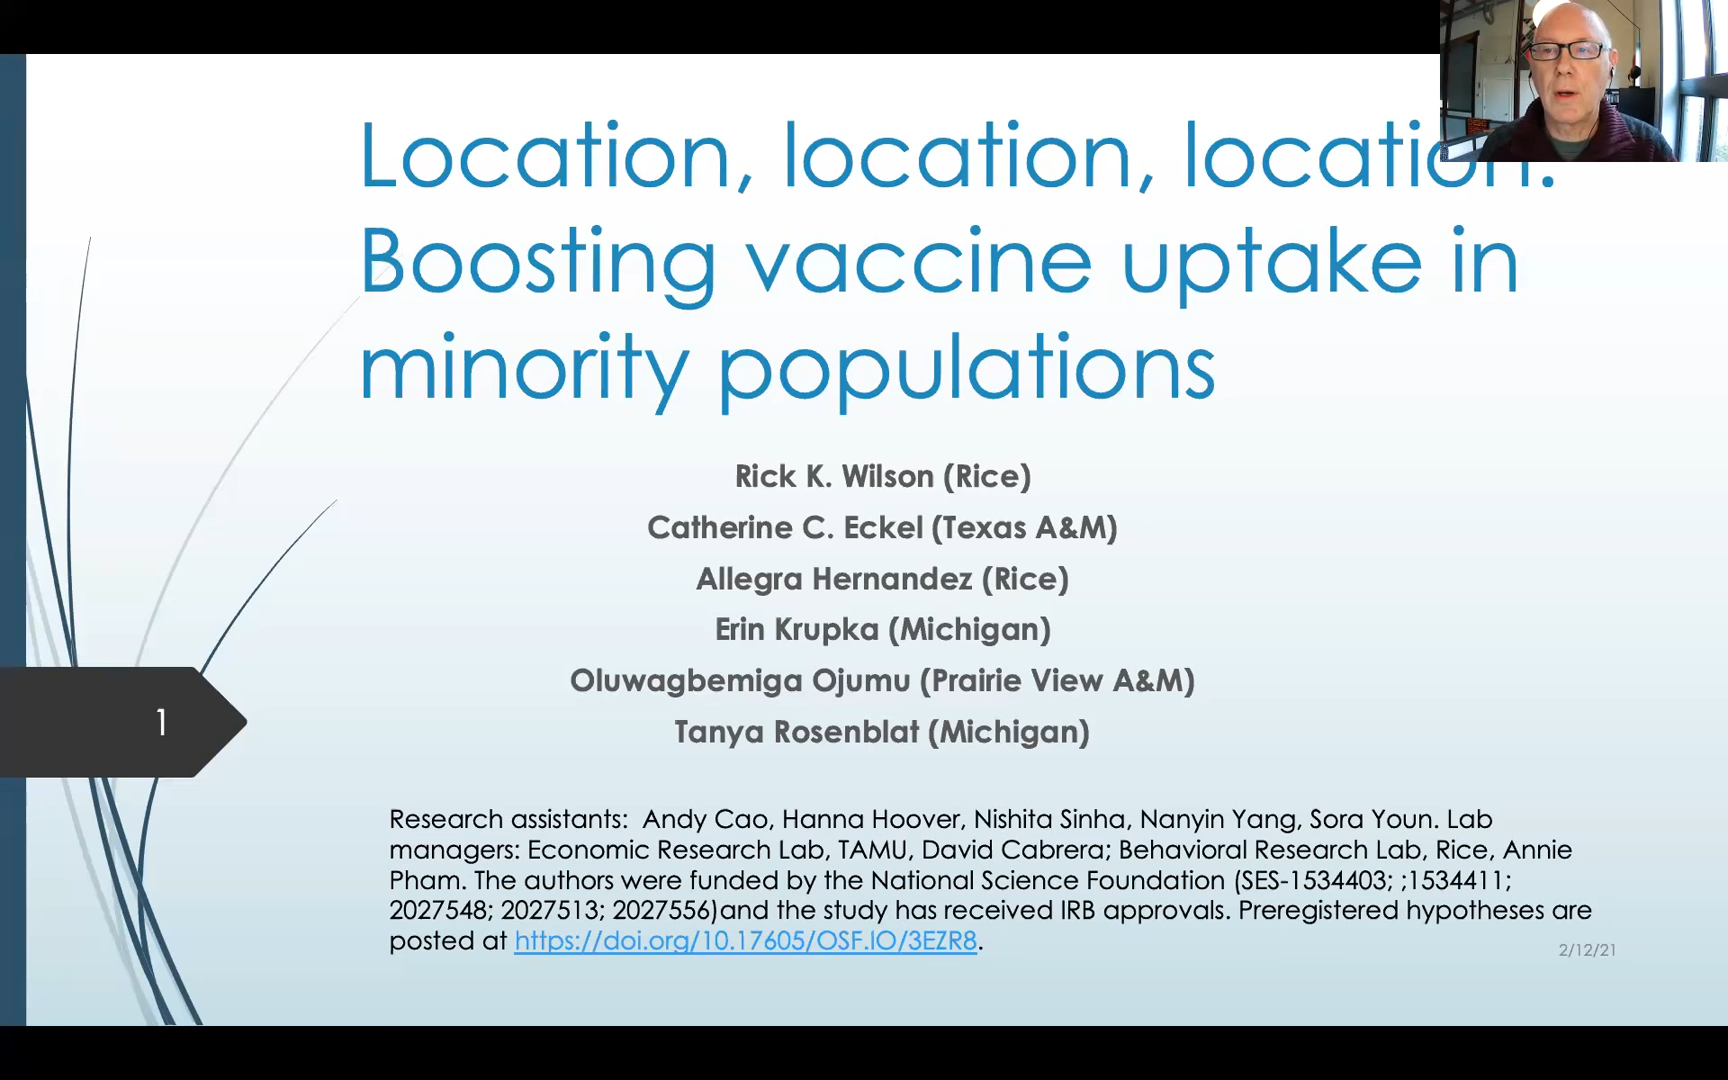 Location, location, location:
Boosting vaccine uptake in
minority populations
Rick K. Wilson (Rice)
Catherine C. Eckel (Texas A&M)
Allegra Hernandez (Rice)
Erin Krupka (Michigan)
Oluwagbemiga Ojumu (Prairie View A&M)
Tanya Rosenblat (Michigan)
1
Research assistants:  Andy Cao, Hanna Hoover, Nishita Sinha, Nanyin Yang, Sora Youn. Lab
managers: Economic Research Lab, TAMU, David Cabrera; Behavioral Research Lab, Rice, Annie
Pham. The authors were funded by the National Science Foundation (SES-1534403; ;1534411;
2027548; 2027513; 2027556)and the study has received IRB approvals. Preregistered hypotheses are
posted at https://doi.org/10.17605/OSF.IO/3EZR8.
2/12/21